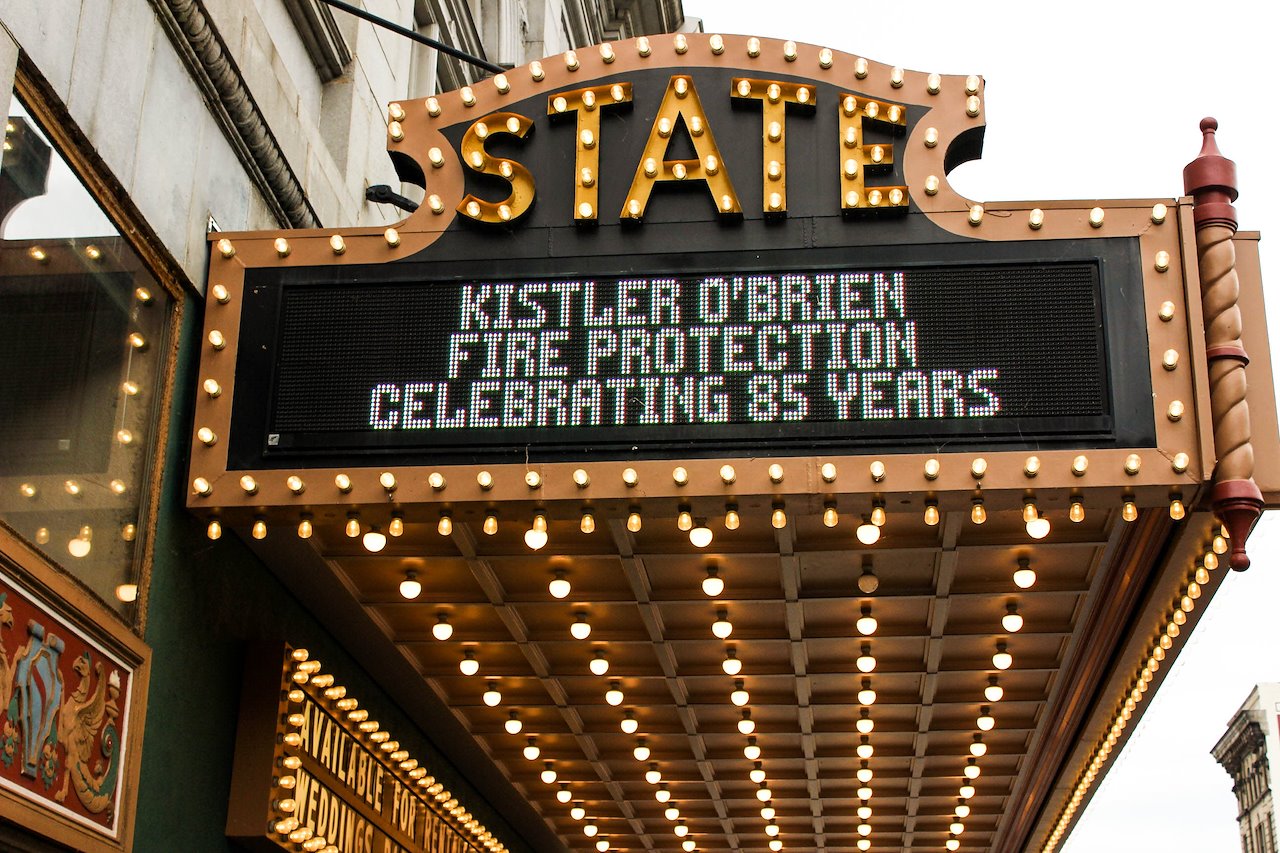 STATE
KISTLER O'BRIEN
FIRE PROTECTION
CELEBRATING 85 YEARS
AVAILABLE FOR
WEDDINGS